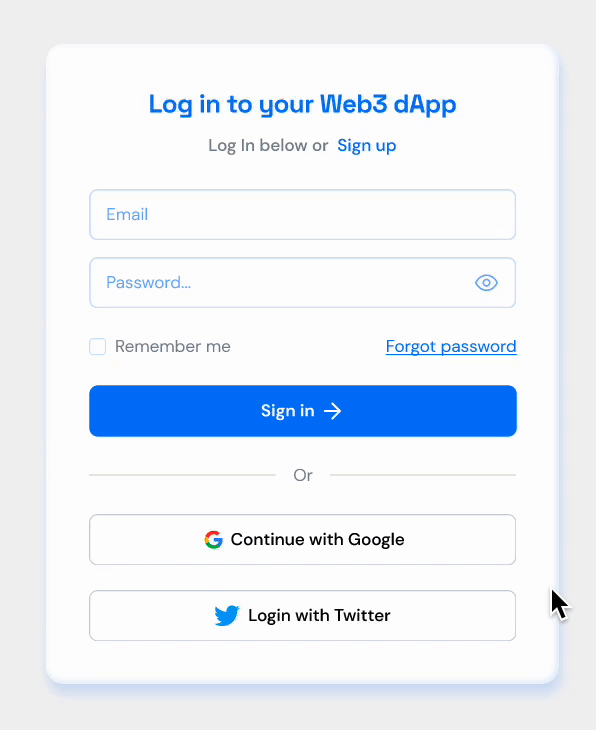 Log in to your Web3 dApp
Log In below or Sign up
Email
Password...
Remember me
Forgot password
Sign in →
Or
Continue with Google
Login with Twitter